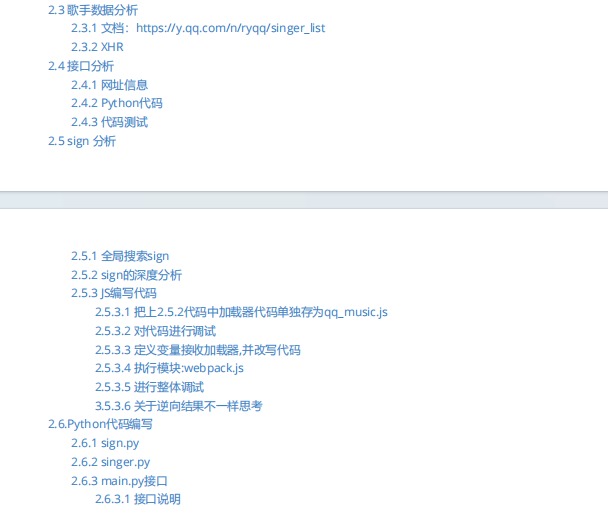 2.3 歌手数据分析
2.3.1 文档：https://y.qq.com/n/ryqq/singer_list
2.3.2 XHR
2.4 接口分析
2.4.1 网址信息
2.4.2 Python代码
2.4.3 代码测试
2.5 sign 分析
2.5.1 全局搜索sign
2.5.2 sign的深度分析
2.5.3 JS编写代码
2.5.3.1 把上2.5.2代码中加载器代码单独存为qq_music.js
2.5.3.2 对代码进行调试
2.5.3.3 定义变量接收加载器,并改写代码
2.5.3.4 执行模块:webpack.js
2.5.3.5 进行整体调试
3.5.3.6 关于逆向结果不一样思考
2.6.Python代码编写
2.6.1 sign.py
2.6.2 singer.py
2.6.3 main.py接口
2.6.3.1 接口说明